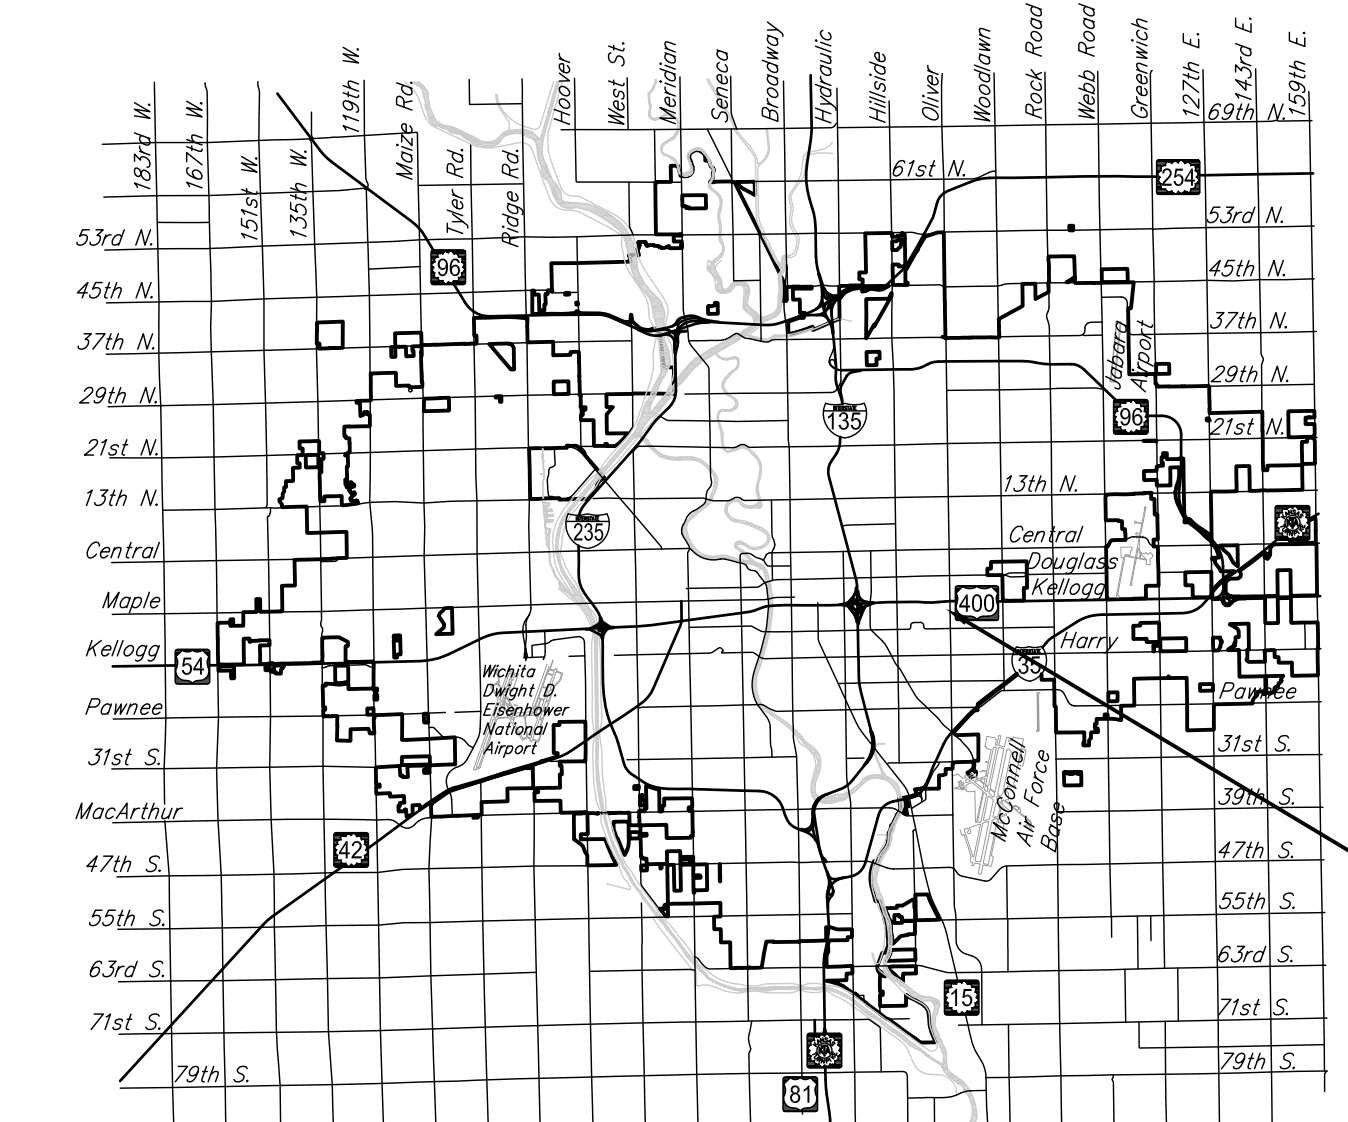 183rd W.
167th W.
151st W.
135th W.
119th W.
Maize Rd.
Tyler Rd.
Ridge Rd.
Hoover
West St.
Meridian
Seneca
Broadway
Hydraulic
Hillside
Oliver
Woodlawn
Rock Road
Webb Road
Greenwich
127th E.
143rd E.
159th E.
69th N.
61st N.
254
53rd N.
53rd N.
96
45th N.
45th N.
37th N.
37th N.
Jabara
Airport
29th N.
29th N.
96
135
21st N.
21st N.
13th N.
13th N.
235
Central
Central
Douglass
Kellogg
Maple
400
Kellogg
Harry
54
35
Wichita
Dwight D.
Eisenhower
National
Airport
Pawnee
Pawnee
31st S.
31st S.
McConnell
Air Force
Base
MacArthur
39th S.
42
47th S.
47th S.
55th S.
55th S.
63rd S.
63rd S.
15
71st S.
71st S.
79th S.
79th S.
81